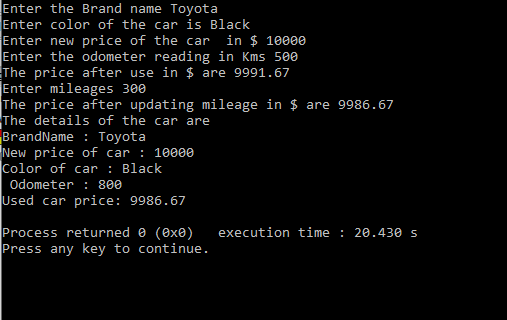 Enter the Brand name Toyota
Enter color of the car is Black
Enter new price of the car  in $ 10000
Enter the odometer reading in Kms 500
The price after use in $ are 9991.67
Enter mileages 300
The price after updating mileage in $ are 9986.67
The details of the car are
BrandName : Toyota
New price of car : 10000
Color of car : Black
 Odometer : 800
Used car price: 9986.67

Process returned 0 (0x0)   execution time : 20.430 s
Press any key to continue.